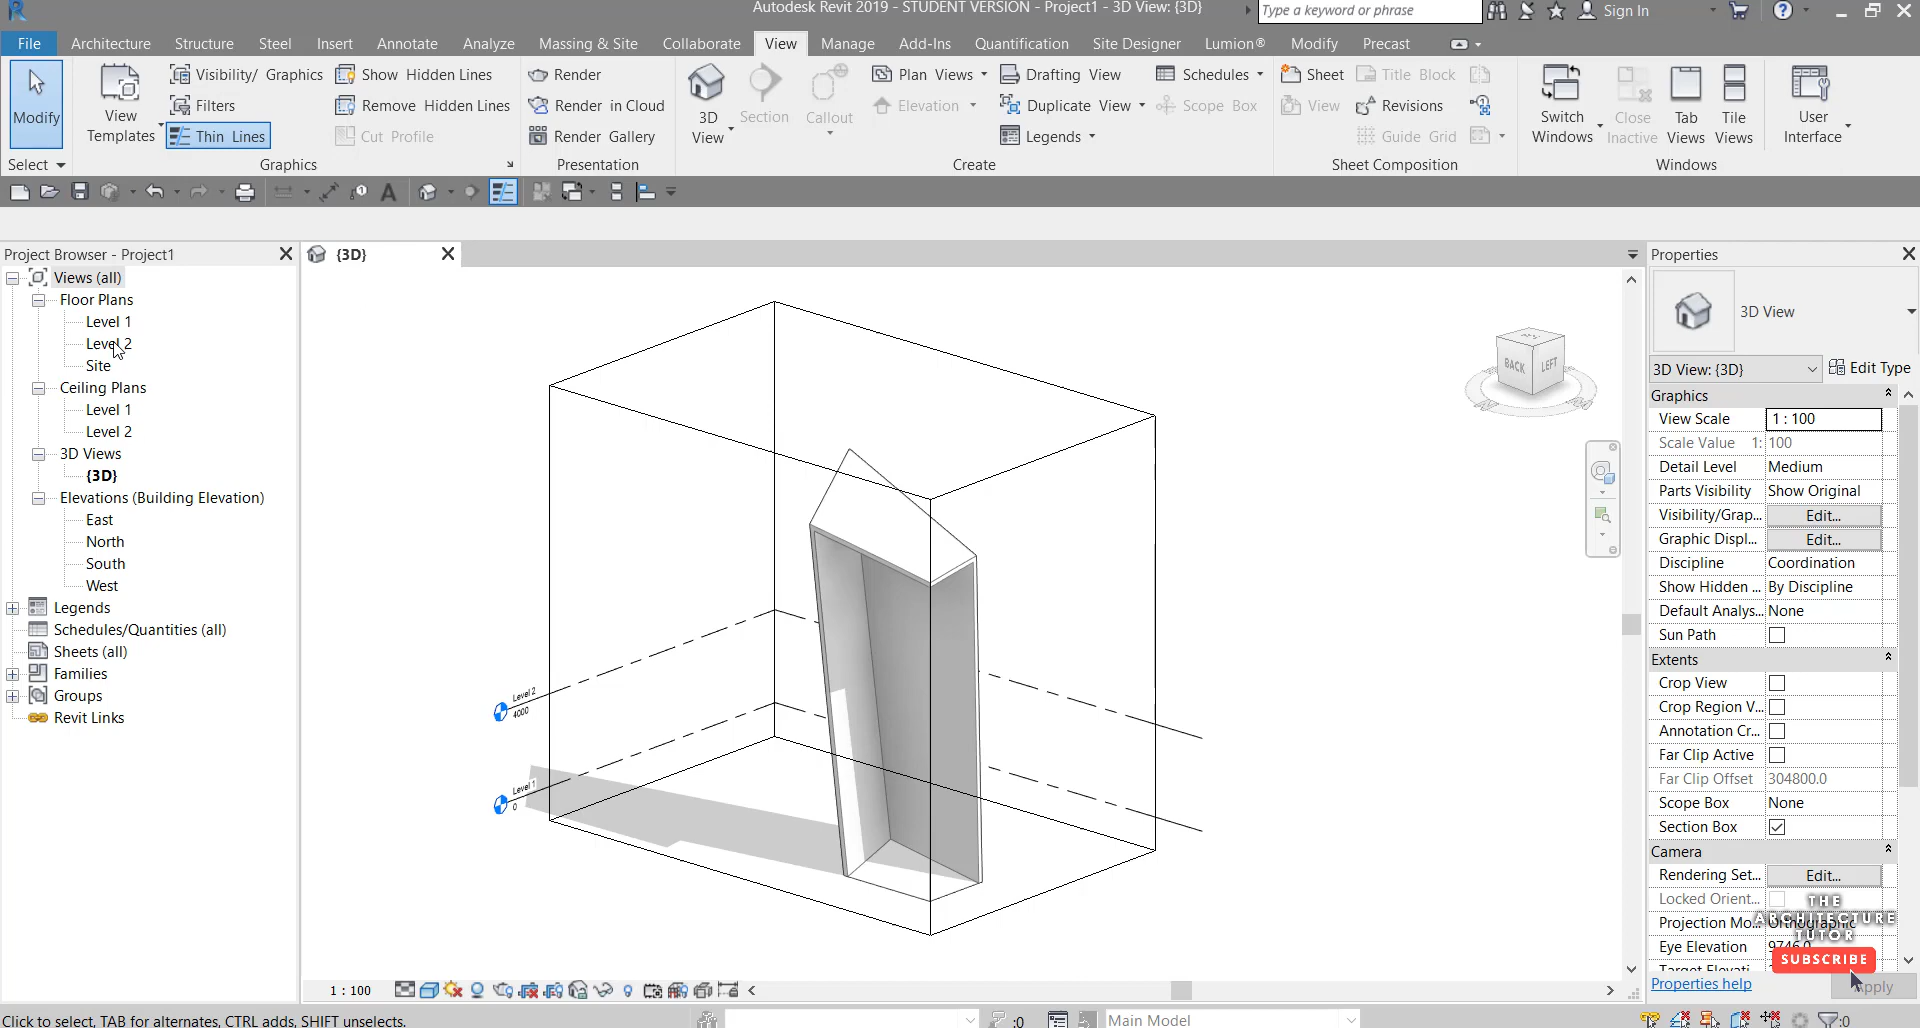 Autodesk Revit 2019 - STUDENT VERSION - Project1 - 3D View: {3D}
Type a keyword or phrase
Sign In
File Architecture Structure Steel Insert Annotate Analyze Massing & Site Collaborate View Manage Add-Ins Quantification Site Designer Lumion® Modify Precast
Modify
View Templates
Visibility/ Graphics
Filters
Thin Lines
Show Hidden Lines
Remove Hidden Lines
Cut Profile
Render
Render in Cloud
Render Gallery
3D View
Section
Callout
Plan Views
Elevation
Drafting View
Duplicate View
Legends
Schedules
Scope Box
Sheet
View
Title Block
Revisions
Guide Grid
Switch Windows
Close Inactive
Tab Views
Tile Views
User Interface
Select Graphics Presentation Create Sheet Composition Windows
Project Browser - Project1
Views (all)
Floor Plans
Level 1
Level 2
Site
Ceiling Plans
Level 1
Level 2
3D Views
{3D}
Elevations (Building Elevation)
East
North
South
West
Legends
Schedules/Quantities (all)
Sheets (all)
Families
Groups
Revit Links
{3D}
BACK LEFT
Level 2
4000
Level 1
0
1 : 100
Properties
3D View
3D View: {3D} Edit Type
Graphics
View Scale 1 : 100
Scale Value 1: 100
Detail Level Medium
Parts Visibility Show Original
Visibility/Grap... Edit...
Graphic Displ... Edit...
Discipline Coordination
Show Hidden ... By Discipline
Default Analys... None
Sun Path
Extents
Crop View
Crop Region V...
Annotation Cr...
Far Clip Active
Far Clip Offset 304800.0
Scope Box None
Section Box
Camera
Rendering Set... Edit...
Locked Orient...
Projection Mo... Orthographic
Eye Elevation 9746.0
THE
ARCHITECTURE
TUTOR
SUBSCRIBE
Properties help Apply
Click to select, TAB for alternates, CTRL adds, SHIFT unselects.
:0
Main Model
:0